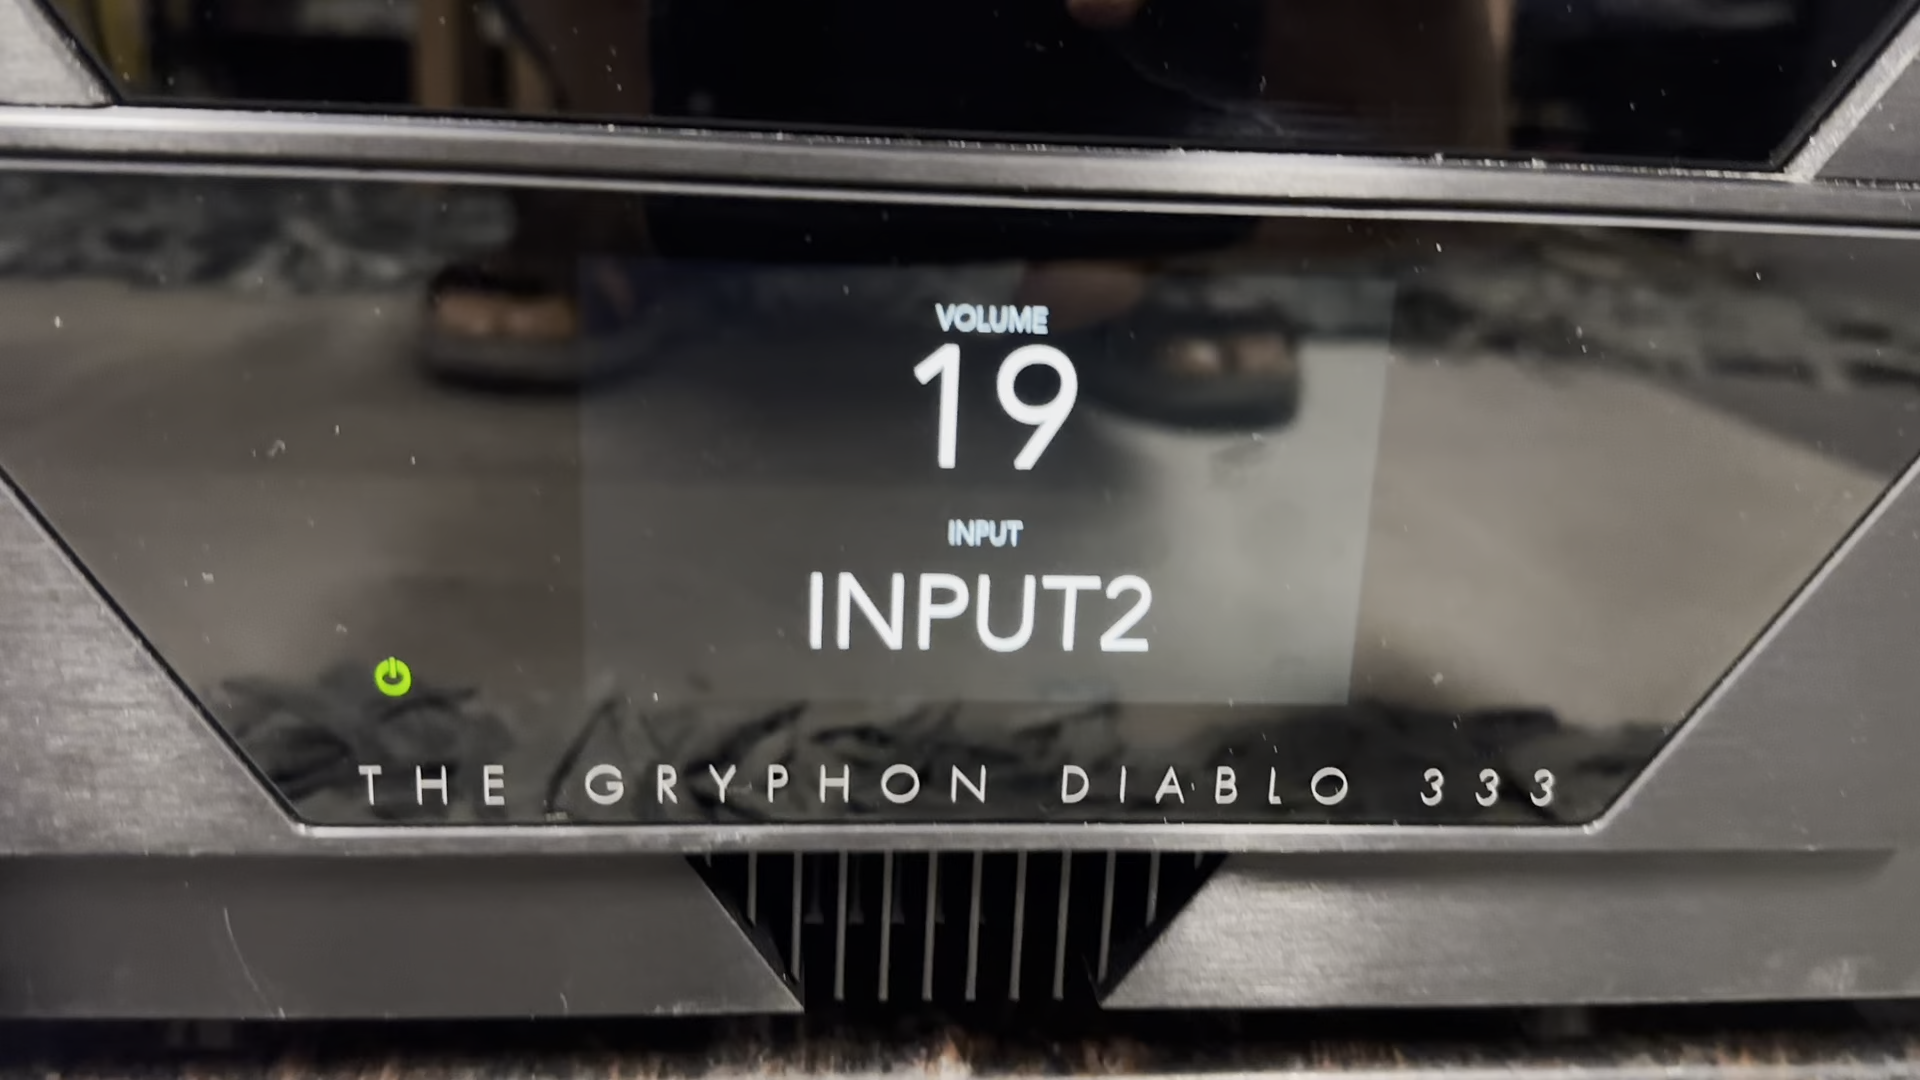 VOLUME
19
INPUT
INPUT2
THE GRYPHON DIABLO 333